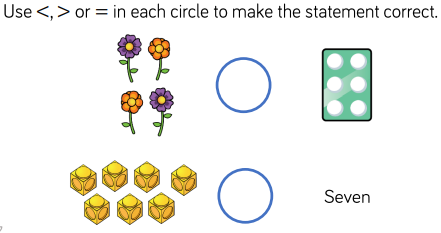 Use <, > or = in each circle to make the statement correct.
Seven